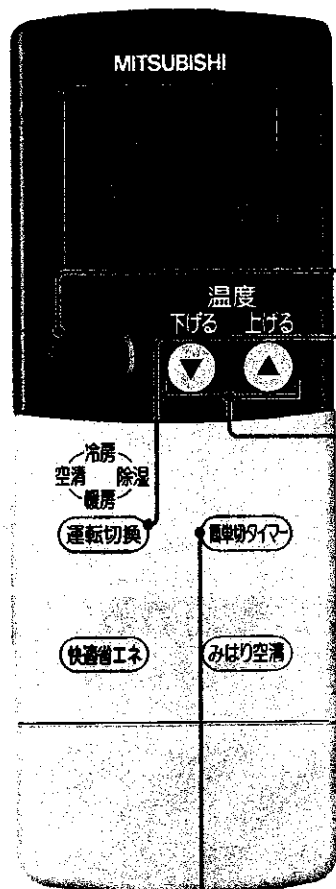 MITSUBISHI
温度
下げる 上げる
冷房
空清 除湿
暖房
運転切換 簡単切タイマー
快適省エネ みはり空清